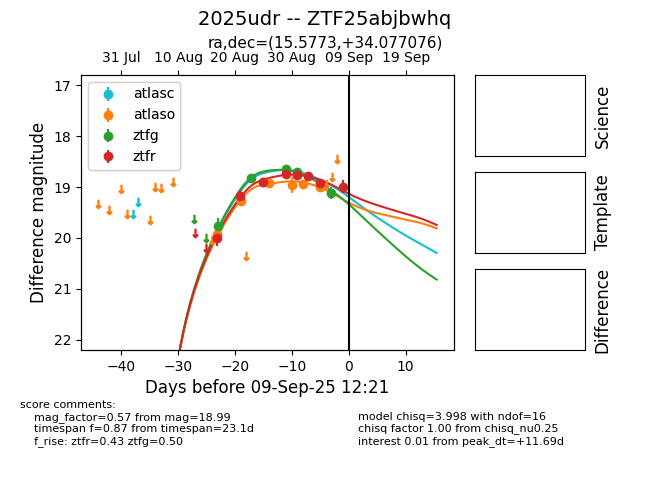 2025udr -- ZTF25abjbwhq
ra,dec=(15.5773,+34.077076)
31 Jul 10 Aug 20 Aug 30 Aug 09 Sep 19 Sep
17
18
19
20
21
22
Difference magnitude
atlasc
atlaso
ztfg
ztfr
−40 −30 −20 −10 0 10
Days before 09-Sep-25 12:21
Science
Template
Difference
score comments:
mag_factor=0.57 from mag=18.99
timespan f=0.87 from timespan=23.1d
f_rise: ztfr=0.43 ztfg=0.50
model chisq=3.998 with ndof=16
chisq factor 1.00 from chisq_nu0.25
interest 0.01 from peak_dt=+11.69d